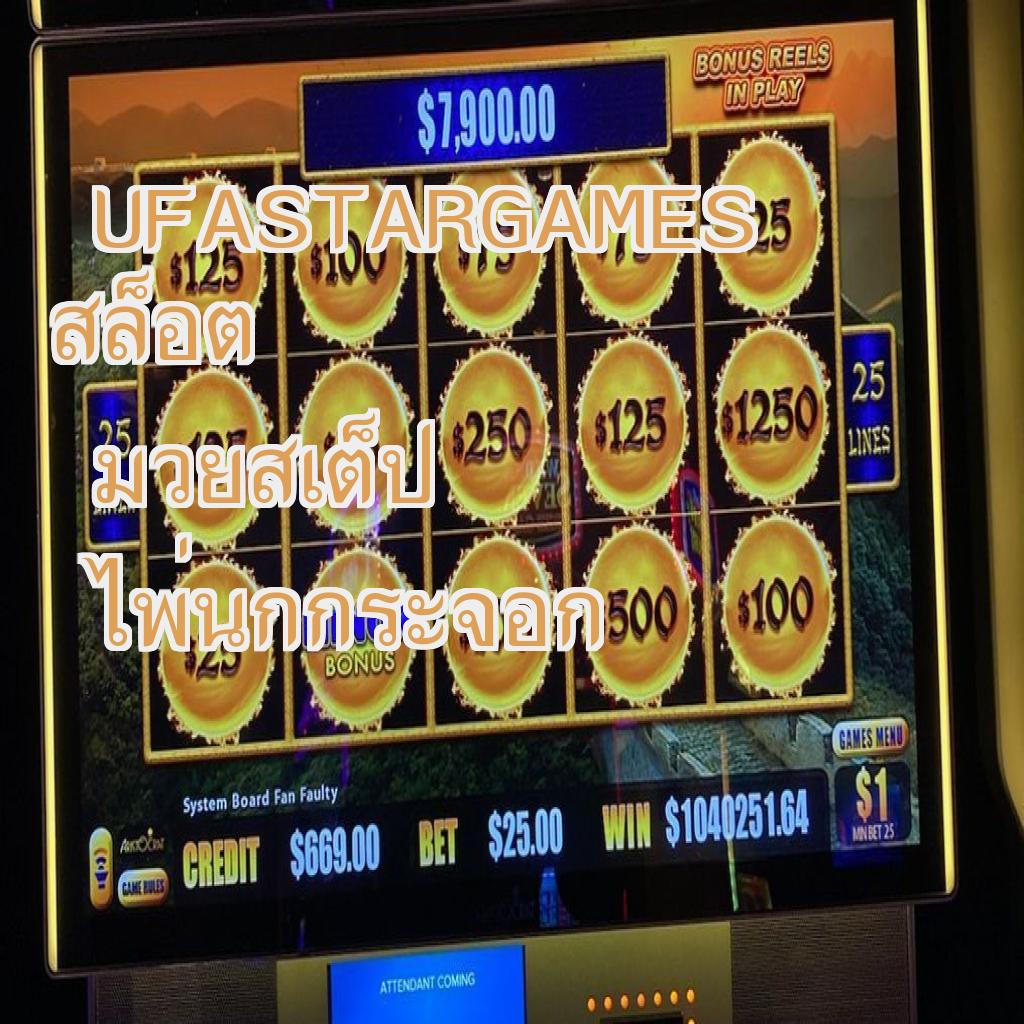 BONUS REELS
IN PLAY
$7,900.00
UFASTARGAMES
$125 $100 25
สล็อต
$250 $125 $1250
25
LINES
25
มวยสเต็ป
ไพ่นกกระจอก
$25 BONUS 500 $100
GAMES MENU
System Board Fan Faulty
$1
MIN BET 25
ARISTOCRAT
GAME RULES
CREDIT $669.00 BET $25.00 WIN $1040251.64
ATTENDANT COMING